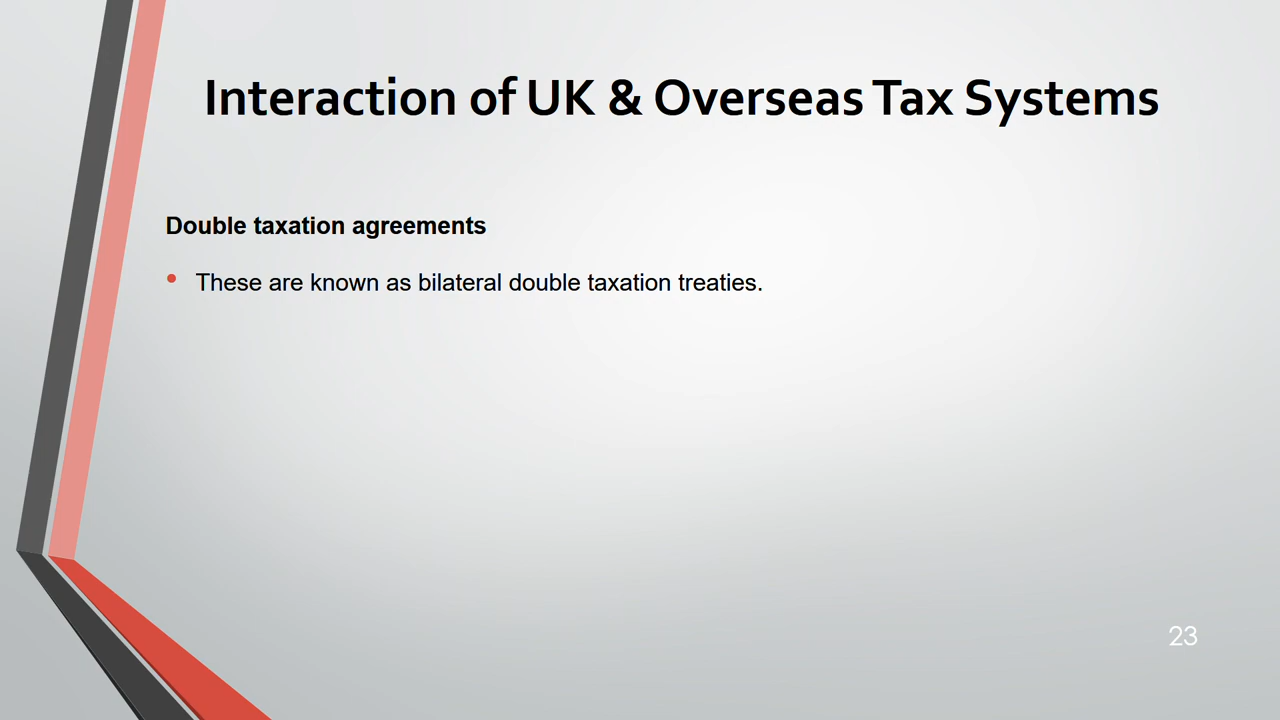 Interaction of UK & Overseas Tax Systems
Double taxation agreements
• These are known as bilateral double taxation treaties.
23